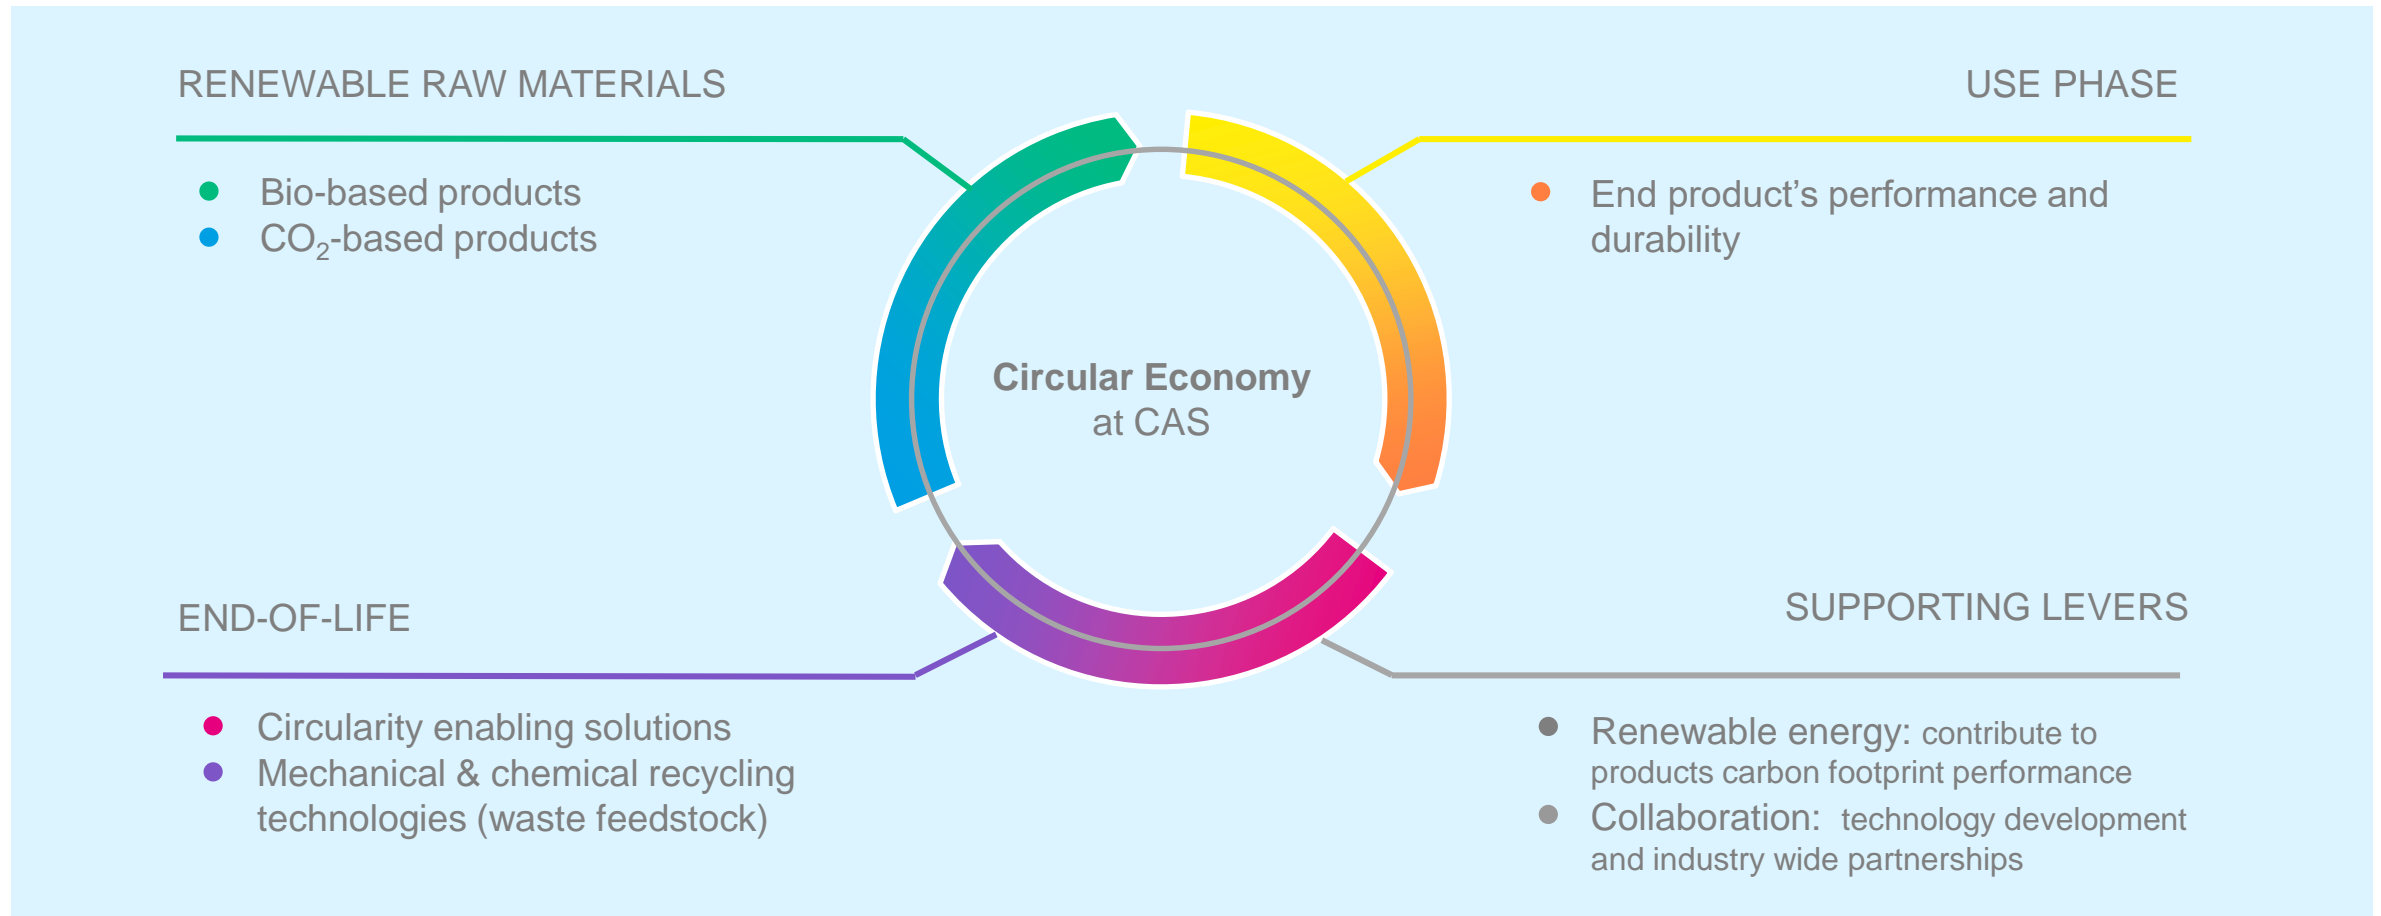 RENEWABLE RAW MATERIALS
Bio-based products
CO₂-based products
USE PHASE
End product’s performance and
durability
Circular Economy
at CAS
END-OF-LIFE
Circularity enabling solutions
Mechanical & chemical recycling
technologies (waste feedstock)
SUPPORTING LEVERS
Renewable energy: contribute to
products carbon footprint performance
Collaboration: technology development
and industry wide partnerships